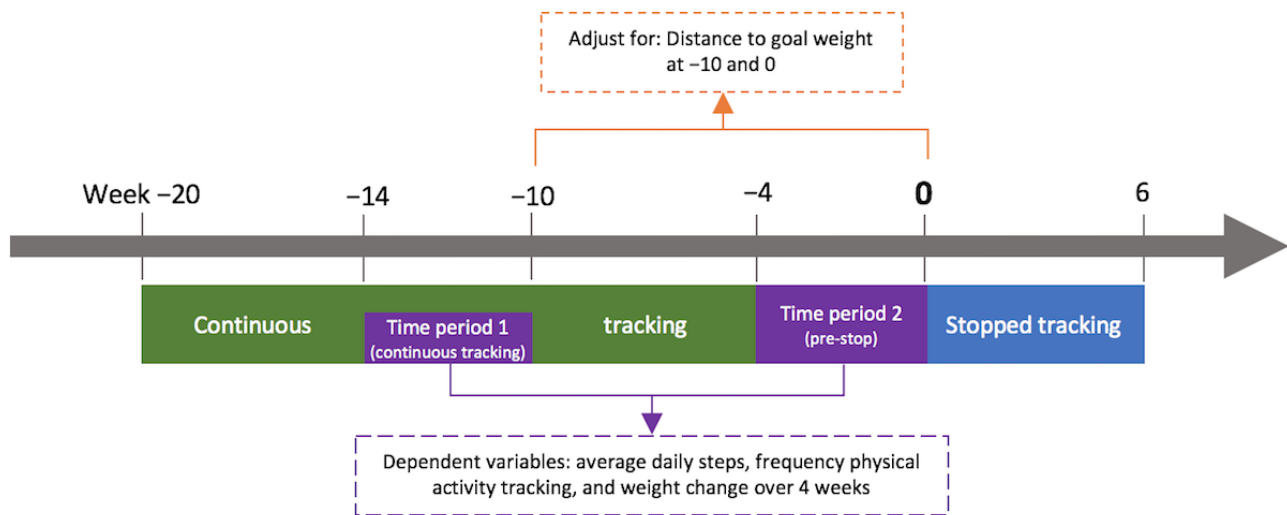 Adjust for: Distance to goal weight
at −10 and 0
Week −20
−14
−10
−4
0
6
Continuous
Time period 1
(continuous tracking)
tracking
Time period 2
(pre-stop)
Stopped tracking
Dependent variables: average daily steps, frequency physical
activity tracking, and weight change over 4 weeks